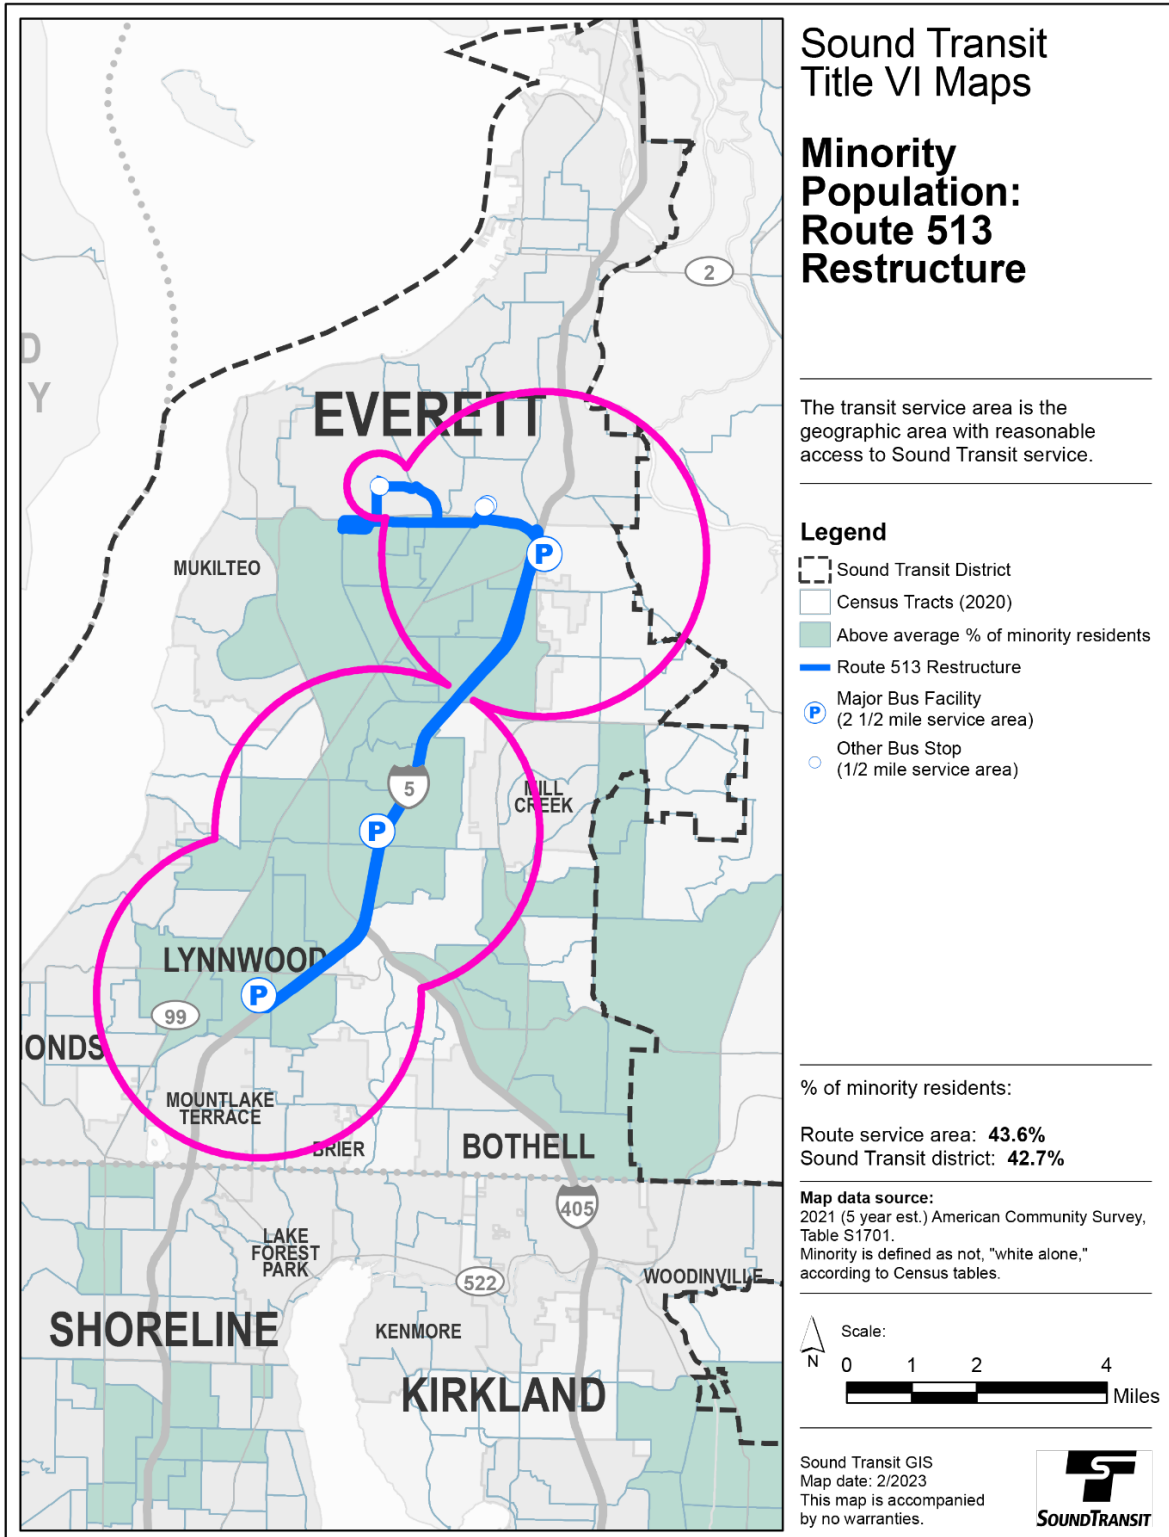 Sound Transit
Title VI Maps
Minority
Population:
Route 513
Restructure
The transit service area is the
geographic area with reasonable
access to Sound Transit service.
Legend
Sound Transit District
Census Tracts (2020)
Above average % of minority residents
Route 513 Restructure
P
Major Bus Facility
(2 1/2 mile service area)
Other Bus Stop
(1/2 mile service area)
% of minority residents:
Route service area: 43.6%
Sound Transit district: 42.7%
Map data source:
2021 (5 year est.) American Community Survey,
Table S1701.
Minority is defined as not, "white alone,"
according to Census tables.
N
Scale:
0 1 2 4
Miles
Sound Transit GIS
Map date: 2/2023
This map is accompanied
by no warranties.
SOUNDTRANSIT
2
D
Y
EVERETT
P
MUKILTEO
5
MILL
CREEK
P
LYNNWOOD
P
99
ONDS
MOUNTLAKE
TERRACE
BRIER
BOTHELL
405
LAKE
FOREST
PARK
522
WOODINVILLE
SHORELINE
KENMORE
KIRKLAND